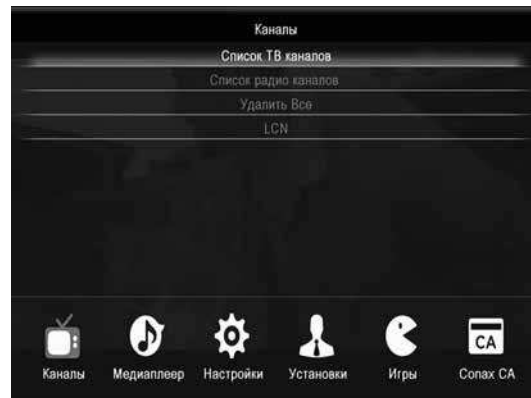 Каналы
Список ТВ каналов
Список радио каналов
Удалить Все
LCN
CA
Каналы Медиаплеер Настройки Установки Игры Conax CA